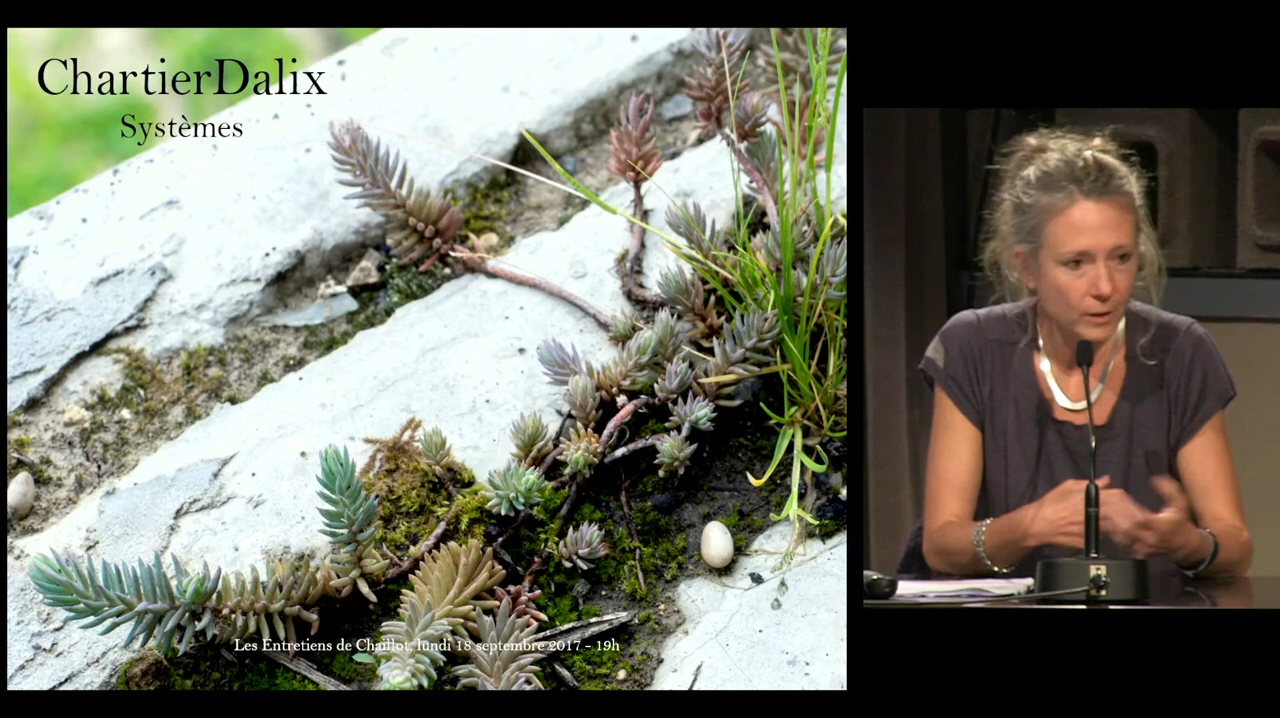 ChartierDalix
Systèmes
Les Entretiens de Chaillot, lundi 18 septembre 2017 - 19h